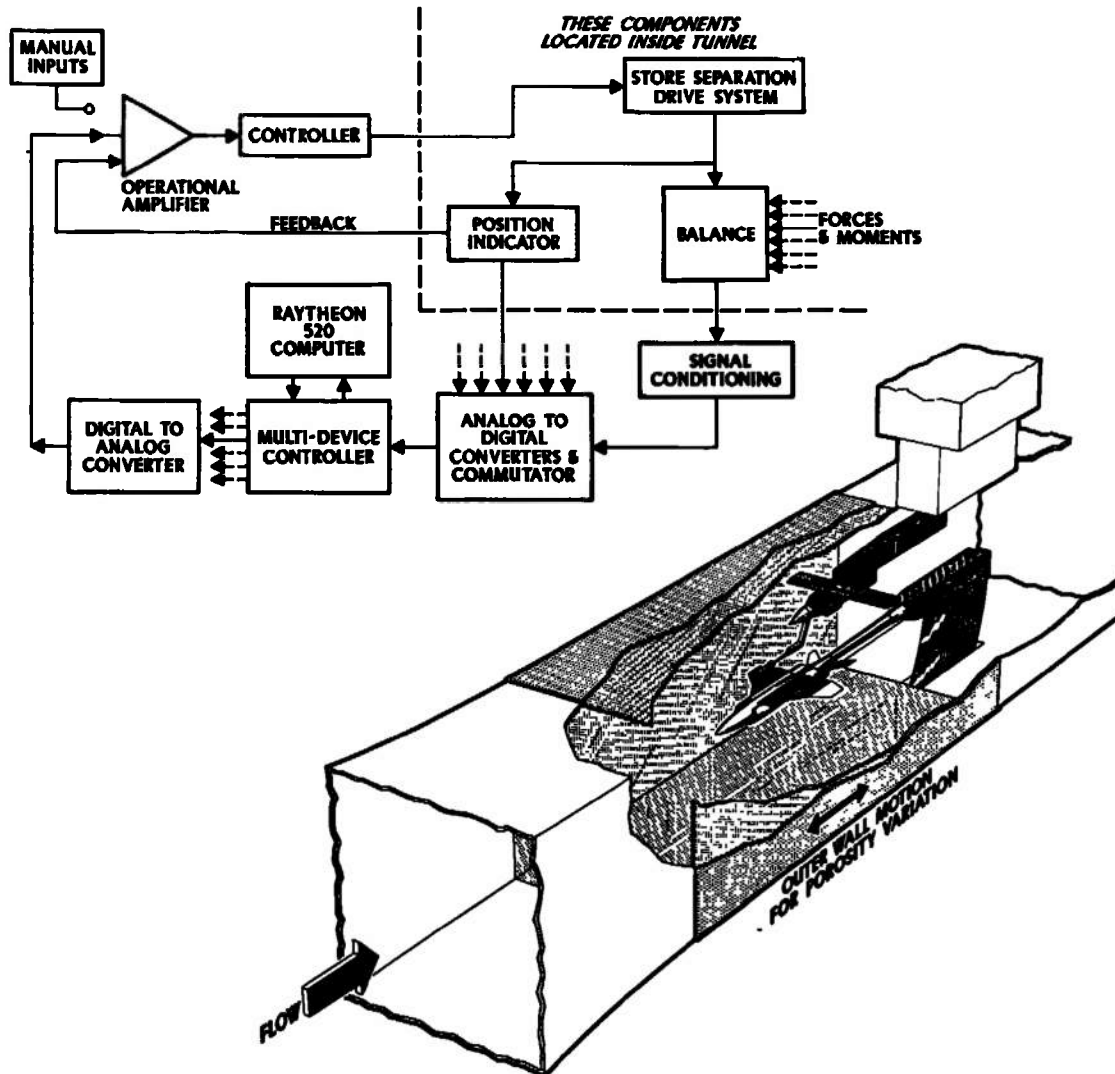 THESE COMPONENTS
LOCATED INSIDE TUNNEL
MANUAL
INPUTS
STORE SEPARATION
DRIVE SYSTEM
CONTROLLER
OPERATIONAL
AMPLIFIER
FEEDBACK
POSITION
INDICATOR
BALANCE
FORCES
& MOMENTS
RAYTHEON
520
COMPUTER
SIGNAL
CONDITIONING
DIGITAL TO
ANALOG
CONVERTER
MULTI-DEVICE
CONTROLLER
ANALOG TO
DIGITAL
CONVERTERS &
COMMUTATOR
OUTER WALL MOTION
FOR POROSITY VARIATION
FLOW